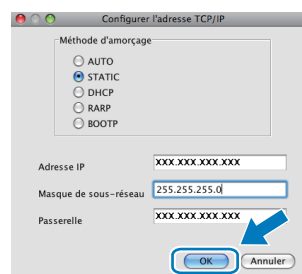 Configurer l'adresse TCP/IP
Méthode d'amorçage
AUTO
STATIC
DHCP
RARP
BOOTP
Adresse IP
XXX.XXX.XXX.XXX
Masque de sous-réseau
255.255.255.0
Passerelle
XXX.XXX.XXX.XXX
OK
Annuler